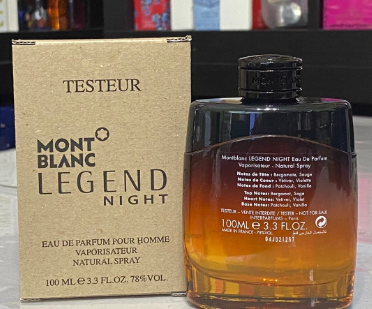 TESTEUR
MONT
BLANC
LEGEND
NIGHT
EAU DE PARFUM POUR HOMME
VAPORISATEUR
NATURAL SPRAY
100 ML ℮ 3.3 FL.OZ. 78%VOL
Montblanc LEGEND NIGHT Eau De Parfum
Vaporisateur - Natural Spray
Notes de Tête : Bergamote, Sauge
Notes de Coeur : Vetiver, Violette
Notes de Fond : Patchouli, Vanille
Top Notes: Bergamot, Sage
Heart Notes: Vetiver, Violet
Base Notes: Patchouli, Vanilla
TESTEUR - VENTE INTERDITE / TESTER - NOT FOR SALE
INTERPARFUMS - Paris
100ML ℮ 3.3 FL.OZ.
MADE IN FRANCE - 78%VOL